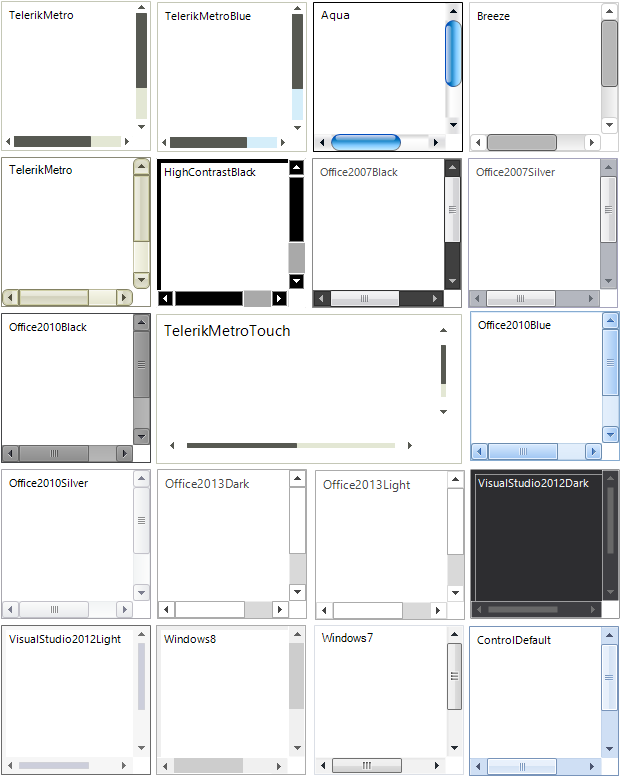 TelerikMetro
TelerikMetroBlue
Aqua
Breeze
TelerikMetro
HighContrastBlack
Office2007Black
Office2007Silver
Office2010Black
TelerikMetroTouch
Office2010Blue
Office2010Silver
Office2013Dark
Office2013Light
VisualStudio2012Dark
VisualStudio2012Light
Windows8
Windows7
ControlDefault